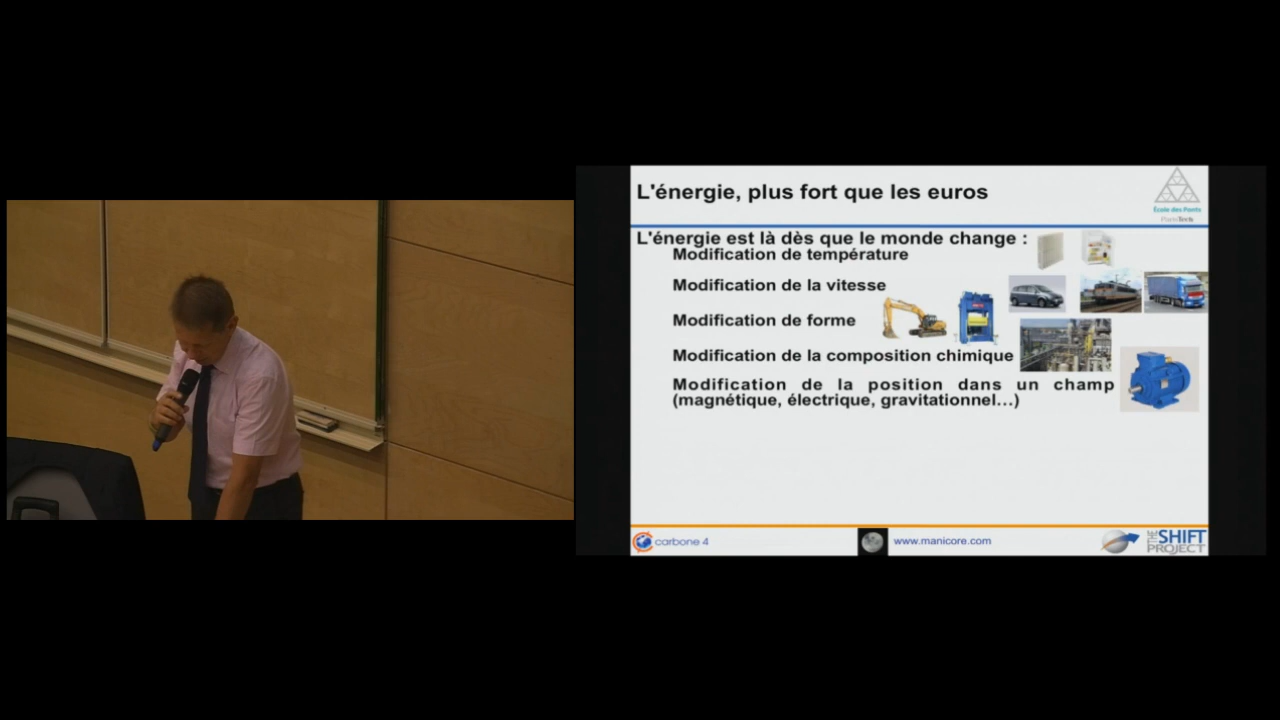 L'énergie, plus fort que les euros
École des Ponts
ParisTech
L'énergie est là dès que le monde change :
Modification de température
Modification de la vitesse
Modification de forme
Modification de la composition chimique
Modification de la position dans un champ
(magnétique, électrique, gravitationnel...)
carbone 4
www.manicore.com
THE SHIFT
PROJECT